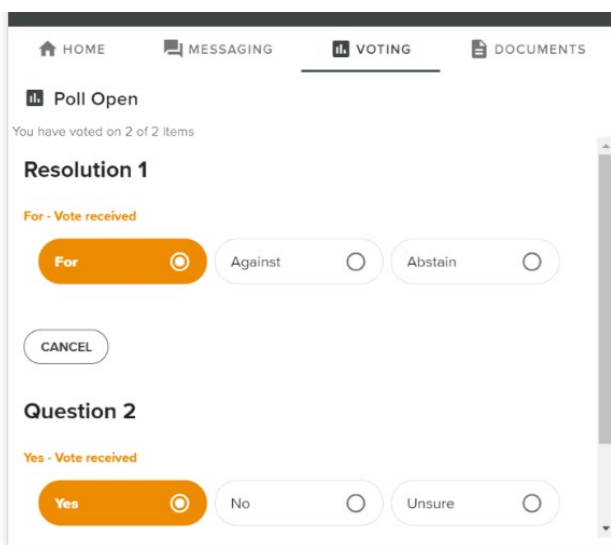 HOME MESSAGING VOTING DOCUMENTS
Poll Open
You have voted on 2 of 2 items
Resolution 1
For - Vote received
For Against Abstain
CANCEL
Question 2
Yes - Vote received
Yes No Unsure